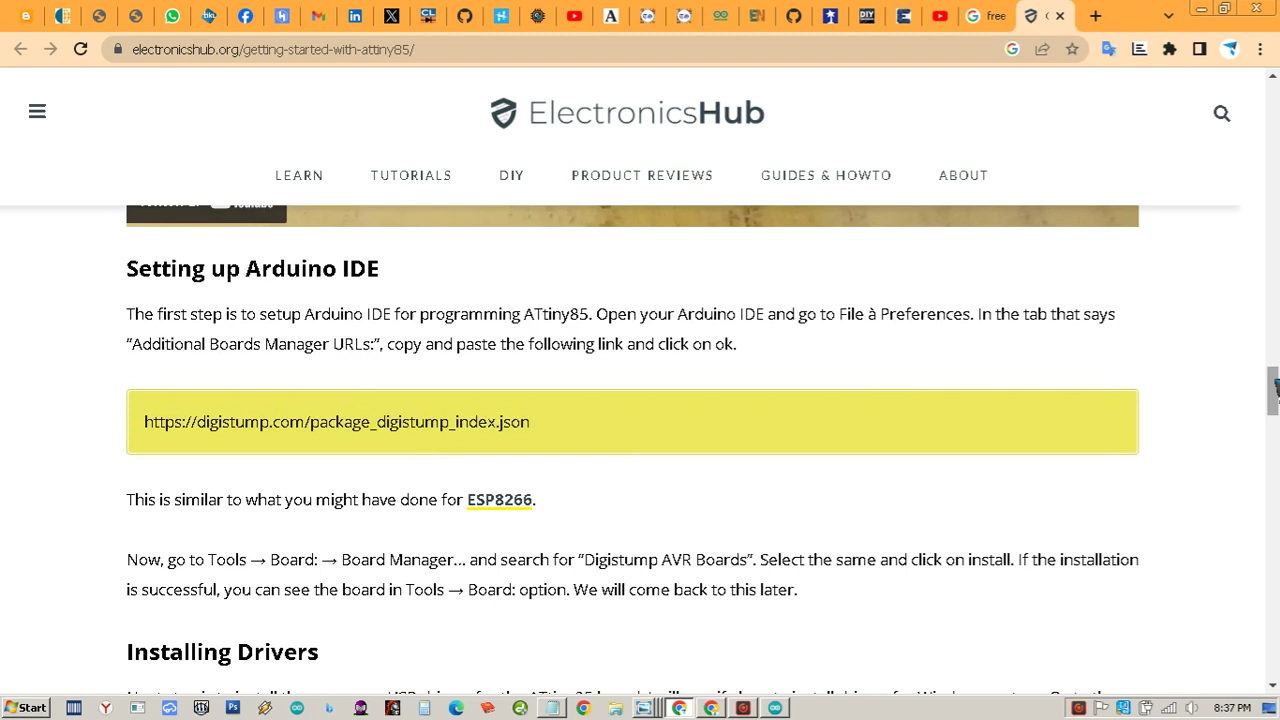 free
electronicshub.org/getting-started-with-attiny85/
ElectronicsHub
LEARN TUTORIALS DIY PRODUCT REVIEWS GUIDES & HOWTO ABOUT
Setting up Arduino IDE
The first step is to setup Arduino IDE for programming ATtiny85. Open your Arduino IDE and go to File à Preferences. In the tab that says
“Additional Boards Manager URLs:”, copy and paste the following link and click on ok.
https://digistump.com/package_digistump_index.json
This is similar to what you might have done for ESP8266.
Now, go to Tools → Board: → Board Manager… and search for “Digistump AVR Boards”. Select the same and click on install. If the installation
is successful, you can see the board in Tools → Board: option. We will come back to this later.
Installing Drivers
Start
8:37 PM